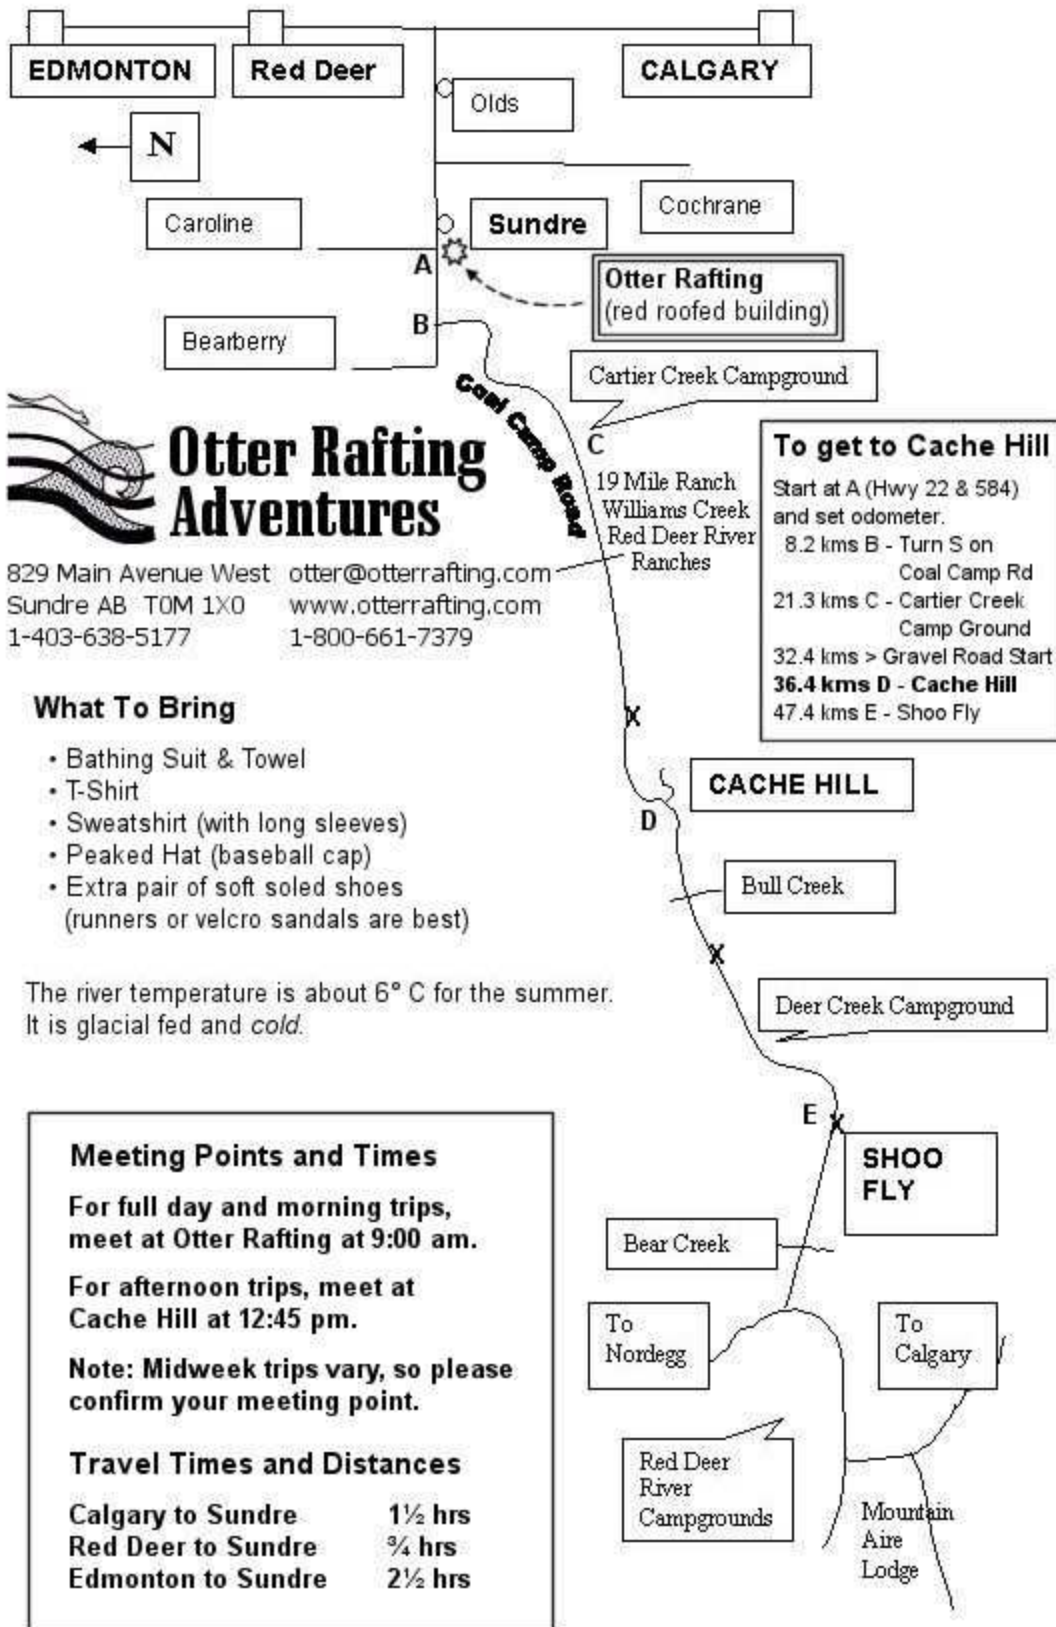 EDMONTON
Red Deer
CALGARY
Olds
N
Cochrane
Caroline
Sundre
A
Otter Rafting
(red roofed building)
B
Bearberry
Cartier Creek Campground
Coal Camp Road
C
19 Mile Ranch
Williams Creek
Red Deer River
Ranches
Otter Rafting
Adventures
829 Main Avenue West
Sundre AB T0M 1X0
1-403-638-5177
otter@otterrafting.com
www.otterrafting.com
1-800-661-7379
To get to Cache Hill
Start at A (Hwy 22 & 584)
and set odometer.
8.2 kms B - Turn S on
Coal Camp Rd
21.3 kms C - Cartier Creek
Camp Ground
32.4 kms > Gravel Road Start
36.4 kms D - Cache Hill
47.4 kms E - Shoo Fly
What To Bring
• Bathing Suit & Towel
• T-Shirt
• Sweatshirt (with long sleeves)
• Peaked Hat (baseball cap)
• Extra pair of soft soled shoes
(runners or velcro sandals are best)
The river temperature is about 6° C for the summer.
It is glacial fed and cold.
X
CACHE HILL
D
Bull Creek
X
Deer Creek Campground
E
X
SHOO
FLY
Bear Creek
To
Nordegg
To
Calgary
Red Deer
River
Campgrounds
Mountain
Aire
Lodge
Meeting Points and Times
For full day and morning trips,
meet at Otter Rafting at 9:00 am.
For afternoon trips, meet at
Cache Hill at 12:45 pm.
Note: Midweek trips vary, so please
confirm your meeting point.
Travel Times and Distances
Calgary to Sundre 1½ hrs
Red Deer to Sundre ¾ hrs
Edmonton to Sundre 2½ hrs